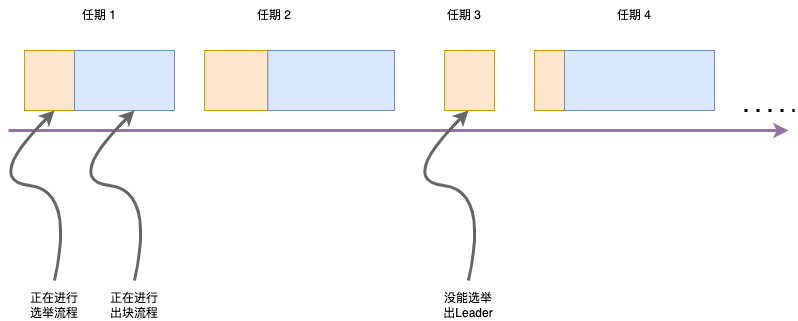 任期 1
任期 2
任期 3
任期 4
.....
正在进行
选举流程
正在进行
出块流程
没能选举
出Leader